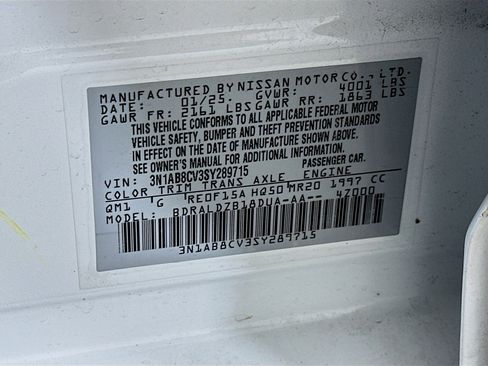 MANUFACTURED BY NISSAN MOTOR CO., LTD.
DATE: 01/25. GVWR: 4001 LBS
GAWR FR: 2161 LBS GAWR RR: 1863 LBS
THIS VEHICLE CONFORMS TO ALL APPLICABLE FEDERAL MOTOR
VEHICLE SAFETY, BUMPER AND THEFT PREVENTION STANDARDS
IN EFFECT ON THE DATE OF MANUFACTURE SHOWN ABOVE.
SEE OWNER'S MANUAL FOR MORE INFORMATION.
VIN: 3N1AB8CV3SY289715 PASSENGER CAR.
COLOR TRIM TRANS AXLE ENGINE
QM1 G RE0F15A HQ50 MR20 1997 CC
MODEL: BDRALDZB18DUA-AA-- 4Z000
3N1AB8CV3SY289715